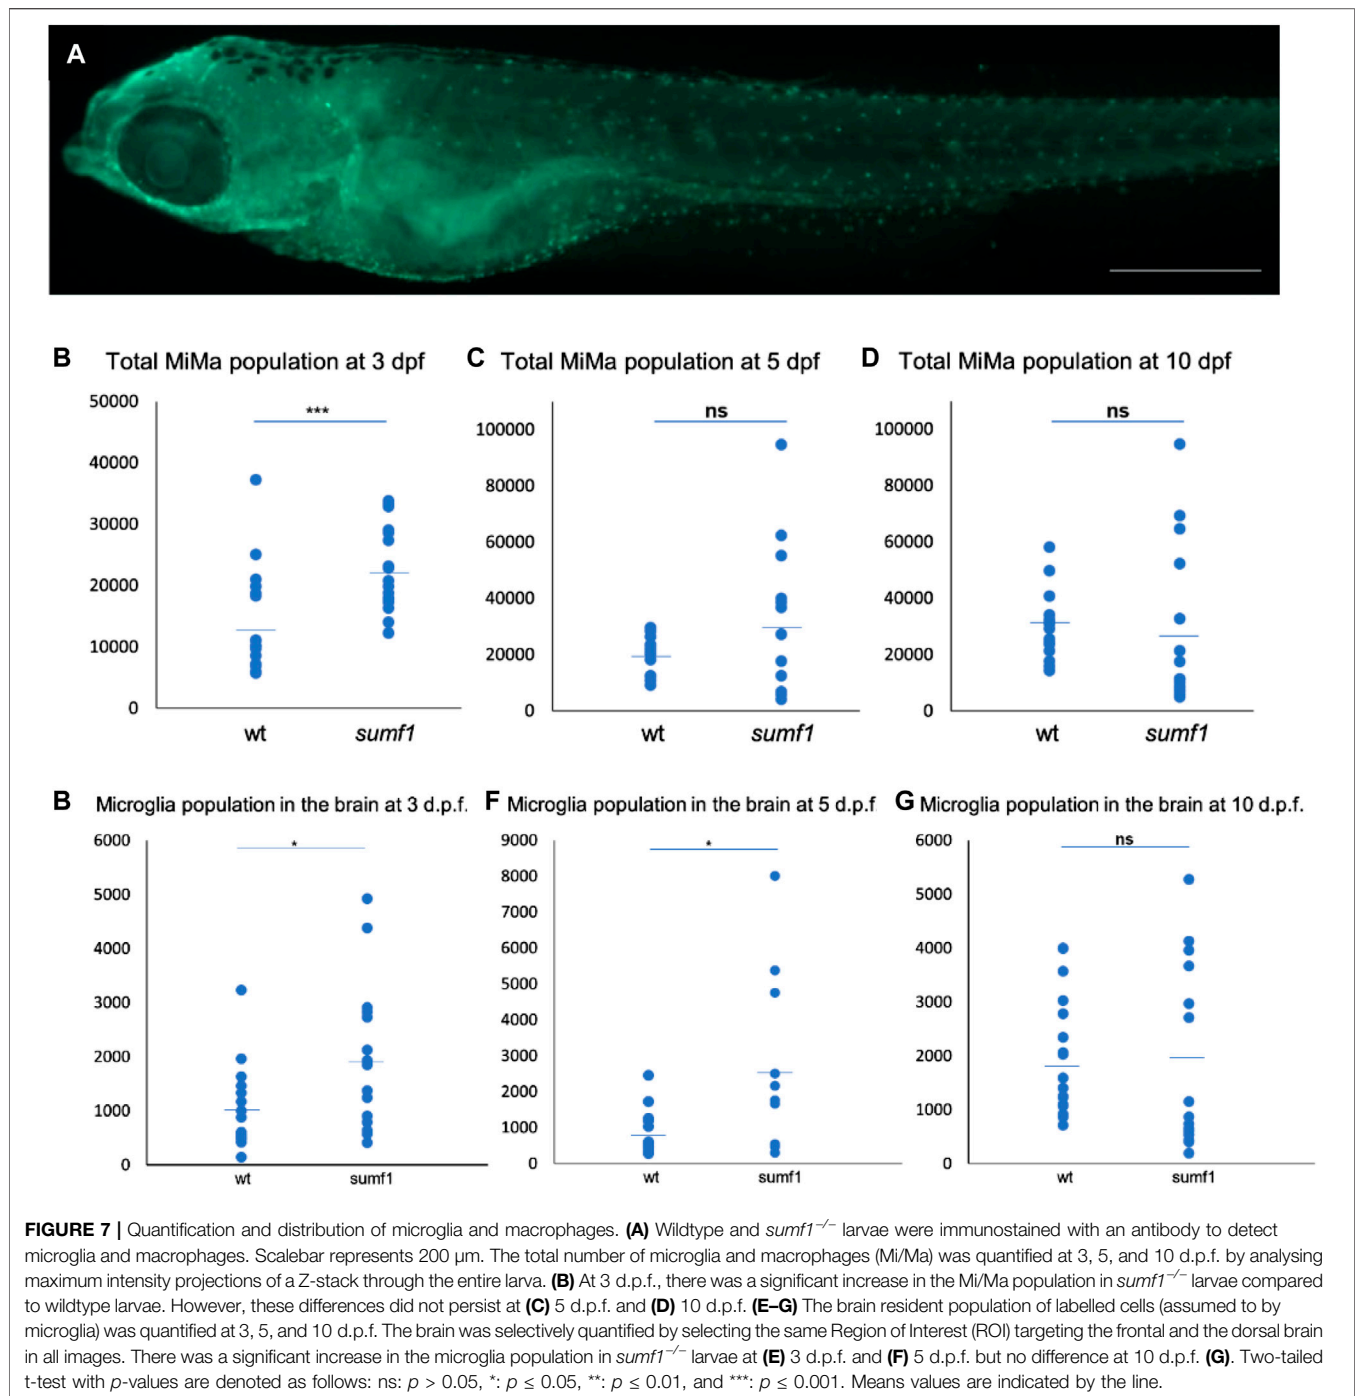 A
B Total MiMa population at 3 dpf
50000
40000
30000
20000
10000
0
***
wt sumf1
C Total MiMa population at 5 dpf
100000
80000
60000
40000
20000
0
ns
wt sumf1
D Total MiMa population at 10 dpf
100000
80000
60000
40000
20000
0
ns
wt sumf1
B Microglia population in the brain at 3 d.p.f.
6000
5000
4000
3000
2000
1000
0
*
wt sumf1
F Microglia population in the brain at 5 d.p.f
9000
8000
7000
6000
5000
4000
3000
2000
1000
0
*
wt sumf1
G Microglia population in the brain at 10 d.p.f.
6000
5000
4000
3000
2000
1000
0
ns
wt sumf1
FIGURE 7 | Quantification and distribution of microglia and macrophages. (A) Wildtype and sumf1−/− larvae were immunostained with an antibody to detect
microglia and macrophages. Scalebar represents 200 μm. The total number of microglia and macrophages (Mi/Ma) was quantified at 3, 5, and 10 d.p.f. by analysing
maximum intensity projections of a Z-stack through the entire larva. (B) At 3 d.p.f., there was a significant increase in the Mi/Ma population in sumf1−/− larvae compared
to wildtype larvae. However, these differences did not persist at (C) 5 d.p.f. and (D) 10 d.p.f. (E–G) The brain resident population of labelled cells (assumed to by
microglia) was quantified at 3, 5, and 10 d.p.f. The brain was selectively quantified by selecting the same Region of Interest (ROI) targeting the frontal and the dorsal brain
in all images. There was a significant increase in the microglia population in sumf1−/− larvae at (E) 3 d.p.f. and (F) 5 d.p.f. but no difference at 10 d.p.f. (G). Two-tailed
t-test with p-values are denoted as follows: ns: p > 0.05, *: p ≤ 0.05, **: p ≤ 0.01, and ***: p ≤ 0.001. Means values are indicated by the line.